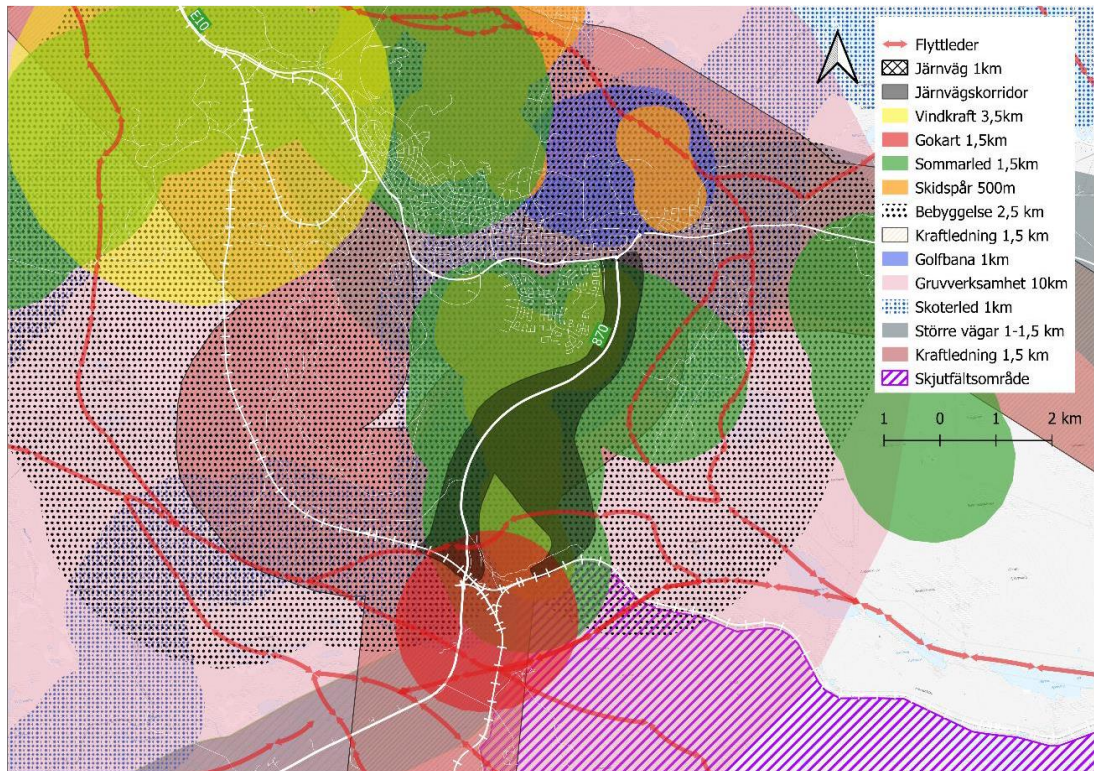 E10
870
Flyttleder
Järnväg 1km
Järnvägskorridor
Vindkraft 3,5km
Gokart 1,5km
Sommarled 1,5km
Skidspår 500m
Bebyggelse 2,5 km
Kraftledning 1,5 km
Golfbana 1km
Gruvverksamhet 10km
Skoterled 1km
Större vägar 1-1,5 km
Kraftledning 1,5 km
Skjutfältsområde
1 0 1 2 km